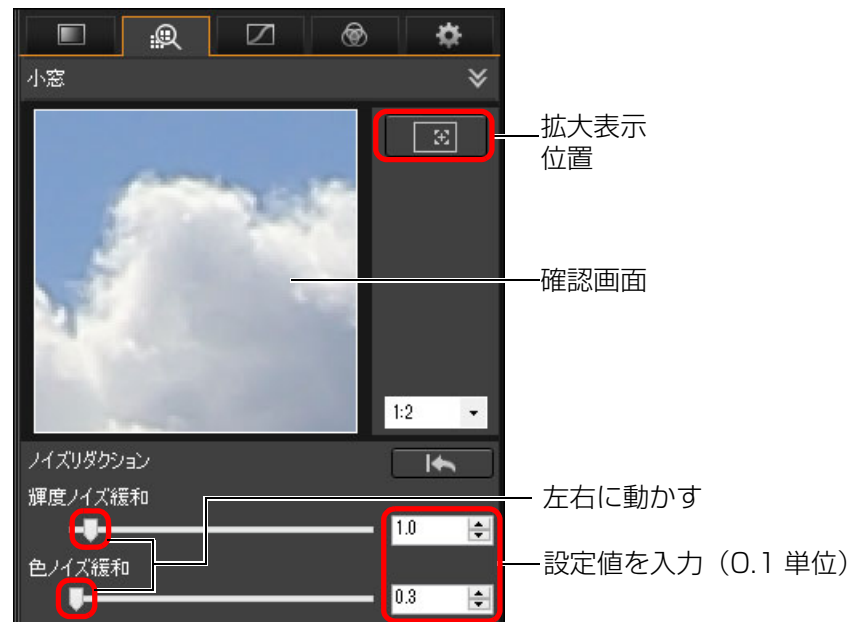 小窓
拡大表示
位置
確認画面
1:2
ノイズリダクション
輝度ノイズ緩和
左右に動かす
1.0
設定値を入力（0.1 単位）
色ノイズ緩和
0.3